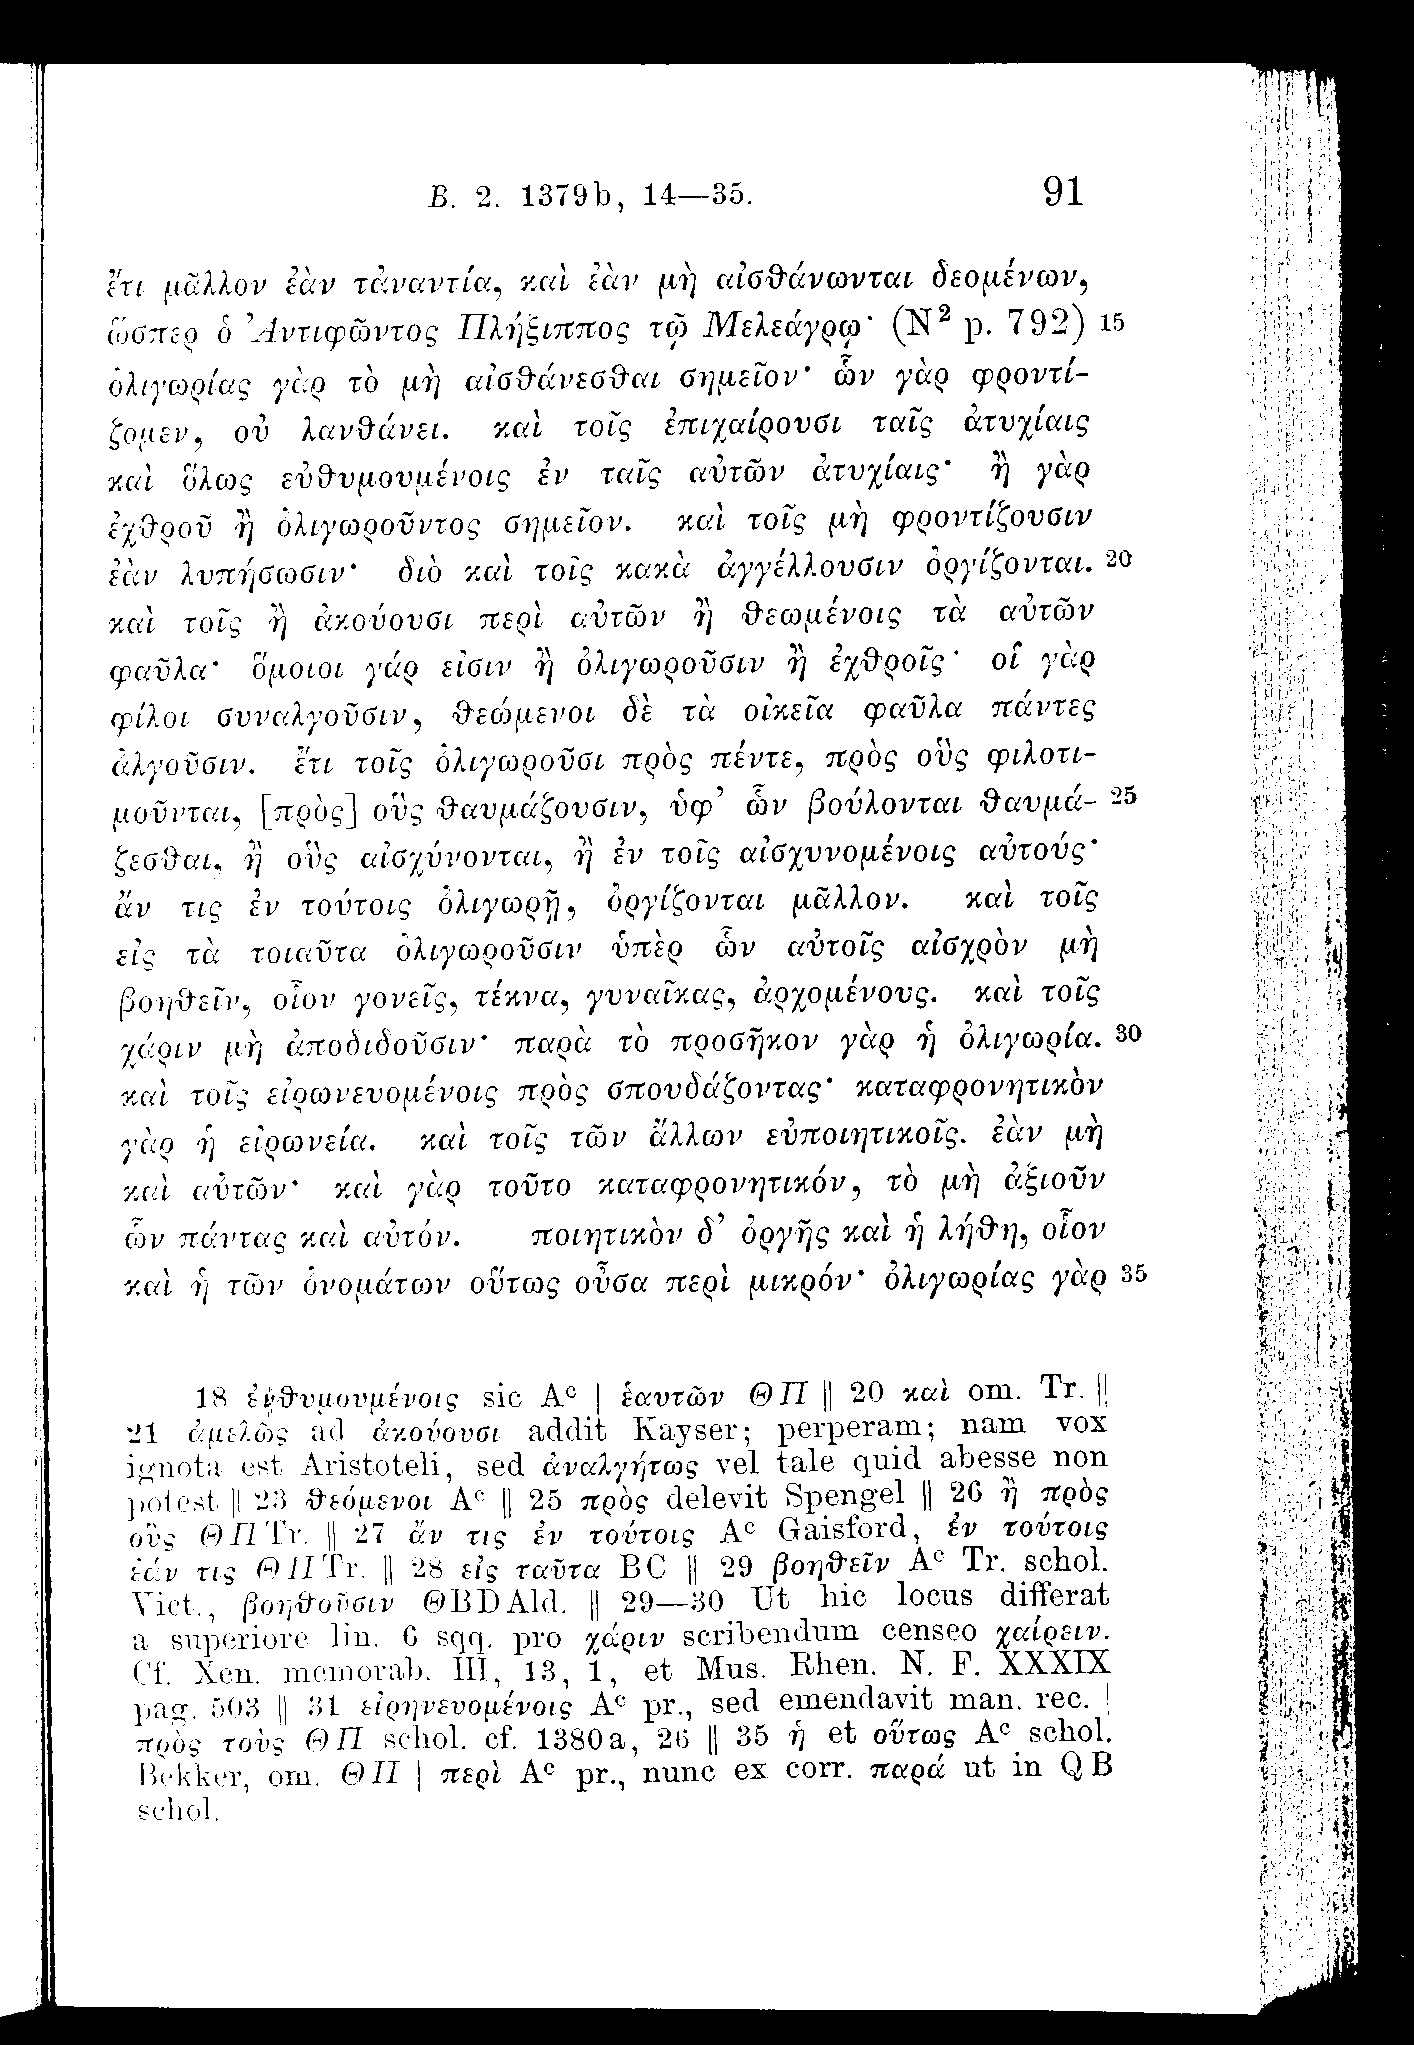 B. 2. 1379b, 14—35. 91
ἔτι μᾶλλον ἐὰν τἀναντία, καὶ ἐὰν μὴ αἰσθάνωνται δεομένων,
ὥσπερ ὁ Ἀντιφῶντος Πλήξιππος τῷ Μελεάγρῳ· (N² p. 792) 15
ὀλιγωρίας γὰρ τὸ μὴ αἰσθάνεσθαι σημεῖον· ὧν γὰρ φροντί-
ζομεν, οὐ λανθάνει. καὶ τοῖς ἐπιχαίρουσι ταῖς ἀτυχίαις
καὶ ὅλως εὐθυμουμένοις ἐν ταῖς αὑτῶν ἀτυχίαις· ἢ γὰρ
ἐχθροῦ ἢ ὀλιγωροῦντος σημεῖον. καὶ τοῖς μὴ φροντίζουσιν
ἐὰν λυπήσωσιν· διὸ καὶ τοῖς κακὰ ἀγγέλλουσιν ὀργίζονται. 20
καὶ τοῖς ἢ ἀκούουσι περὶ αὐτῶν ἢ θεωμένοις τὰ αὐτῶν
φαῦλα· ὅμοιοι γάρ εἰσιν ἢ ὀλιγωροῦσιν ἢ ἐχθροῖς· οἱ γὰρ
φίλοι συναλγοῦσιν, θεώμενοι δὲ τὰ οἰκεῖα φαῦλα πάντες
ἀλγοῦσιν. ἔτι τοῖς ὀλιγωροῦσι πρὸς πέντε, πρὸς οὓς φιλοτι-
μοῦνται, [πρὸς] οὓς θαυμάζουσιν, ὑφ’ ὧν βούλονται θαυμά- 25
ζεσθαι, ἢ οὓς αἰσχύνονται, ἢ ἐν τοῖς αἰσχυνομένοις αὐτούς·
ἄν τις ἐν τούτοις ὀλιγωρῇ, ὀργίζονται μᾶλλον. καὶ τοῖς
εἰς τὰ τοιαῦτα ὀλιγωροῦσιν ὑπὲρ ὧν αὐτοῖς αἰσχρὸν μὴ
βοηθεῖν, οἷον γονεῖς, τέκνα, γυναῖκας, ἀρχομένους. καὶ τοῖς
χάριν μὴ ἀποδιδοῦσιν· παρὰ τὸ προσῆκον γὰρ ἡ ὀλιγωρία. 30
καὶ τοῖς εἰρωνευομένοις πρὸς σπουδάζοντας· καταφρονητικὸν
γὰρ ἡ εἰρωνεία. καὶ τοῖς τῶν ἄλλων εὐποιητικοῖς. ἐὰν μὴ
καὶ αὐτῶν· καὶ γὰρ τοῦτο καταφρονητικόν, τὸ μὴ ἀξιοῦν
ὧν πάντας καὶ αὐτόν. ποιητικὸν δ’ ὀργῆς καὶ ἡ λήθη, οἷον
καὶ ἡ τῶν ὀνομάτων οὕτως οὖσα περὶ μικρόν· ὀλιγωρίας γὰρ 35
18 sic Aᶜ | ἑαυτῶν ΘΠ || 20 καὶ om. Tr. ||
21 ἀμελῶς ad ἀκούουσι addit Kayser; perperam; nam vox
ignota est Aristoteli, sed ἀναλγήτως vel tale quid abesse non
potest || 23 θεόμενοι Aᶜ || 25 πρὸς delevit Spengel || 26 ἢ πρὸς
οὓς ΘΠTr. || 27 ἄν τις ἐν τούτοις Aᶜ Gaisford, ἐν τούτοις
ἐάν τις ΘΠTr. || 28 εἰς ταῦτα BC || 29 βοηθεῖν Aᶜ Tr. schol.
Vict., βοηθοῦσιν ΘBDAld. || 29—30 Ut hic locus differat
a superiore lin. 6 sqq. pro χάριν scribendum censeo χαίρειν.
Cf. Xen. memorab. III, 13, 1, et Mus. Rhen. N. F. XXXIX
pag. 503 || 31 εἰρηνευομένοις Aᶜ pr., sed emendavit man. rec. |
πρὸς τοὺς ΘΠ schol. cf. 1380a, 26 || 35 ἡ et οὕτως Aᶜ schol.
Bekker, om. ΘΠ | περὶ Aᶜ pr., nunc ex corr. παρά ut in QB
schol.